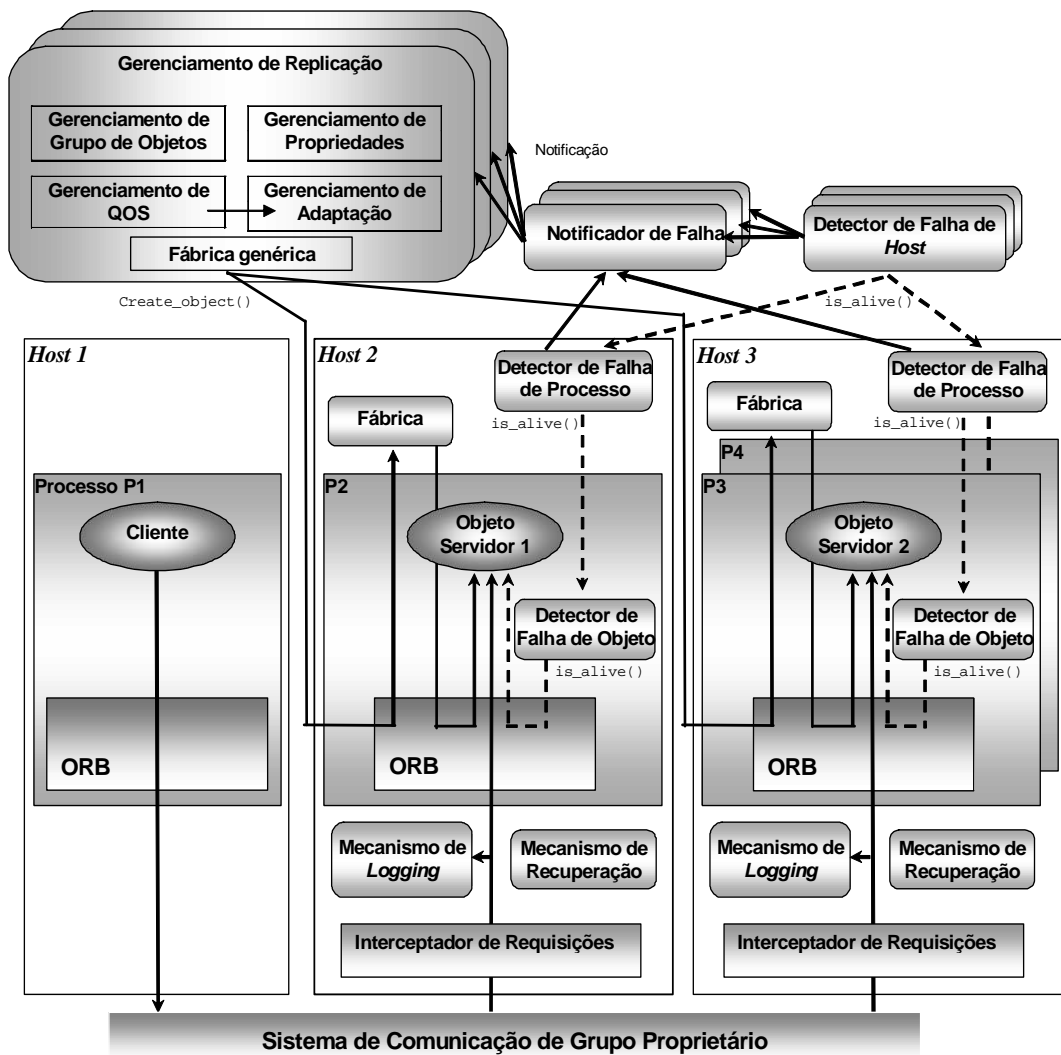 Gerenciamento de Replicação
Gerenciamento de
Grupo de Objetos
Gerenciamento de
Propriedades
Gerenciamento de
QOS
Gerenciamento de
Adaptação
Fábrica genérica
Notificação
Notificador de Falha
Detector de Falha de
Host
Create_object()
is_alive()
Host 1
Processo P1
Cliente
ORB
Host 2
Detector de Falha
de Processo
Fábrica
is_alive()
P2
Objeto
Servidor 1
Detector de
Falha de Objeto
is_alive()
ORB
Mecanismo de
Logging
Mecanismo de
Recuperação
Interceptador de Requisições
Host 3
Detector de Falha
de Processo
Fábrica
is_alive()
P4
P3
Objeto
Servidor 2
Detector de
Falha de Objeto
is_alive()
ORB
Mecanismo de
Logging
Mecanismo de
Recuperação
Interceptador de Requisições
Sistema de Comunicação de Grupo Proprietário